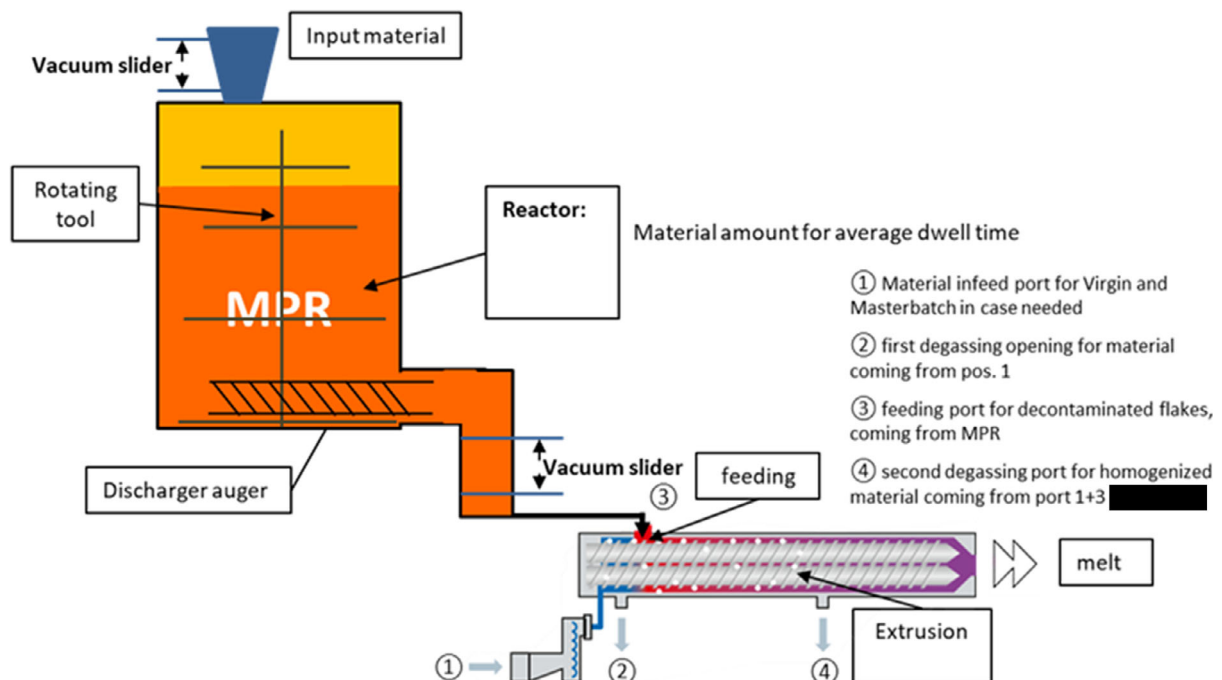 Input material
Vacuum slider
Rotating
tool
Reactor:
Material amount for average dwell time
MPR
① Material infeed port for Virgin and
Masterbatch in case needed
② first degassing opening for material
coming from pos. 1
③ feeding port for decontaminated flakes,
coming from MPR
④ second degassing port for homogenized
material coming from port 1+3
Vacuum slider
feeding
③
Discharger auger
melt
Extrusion
①
②
④